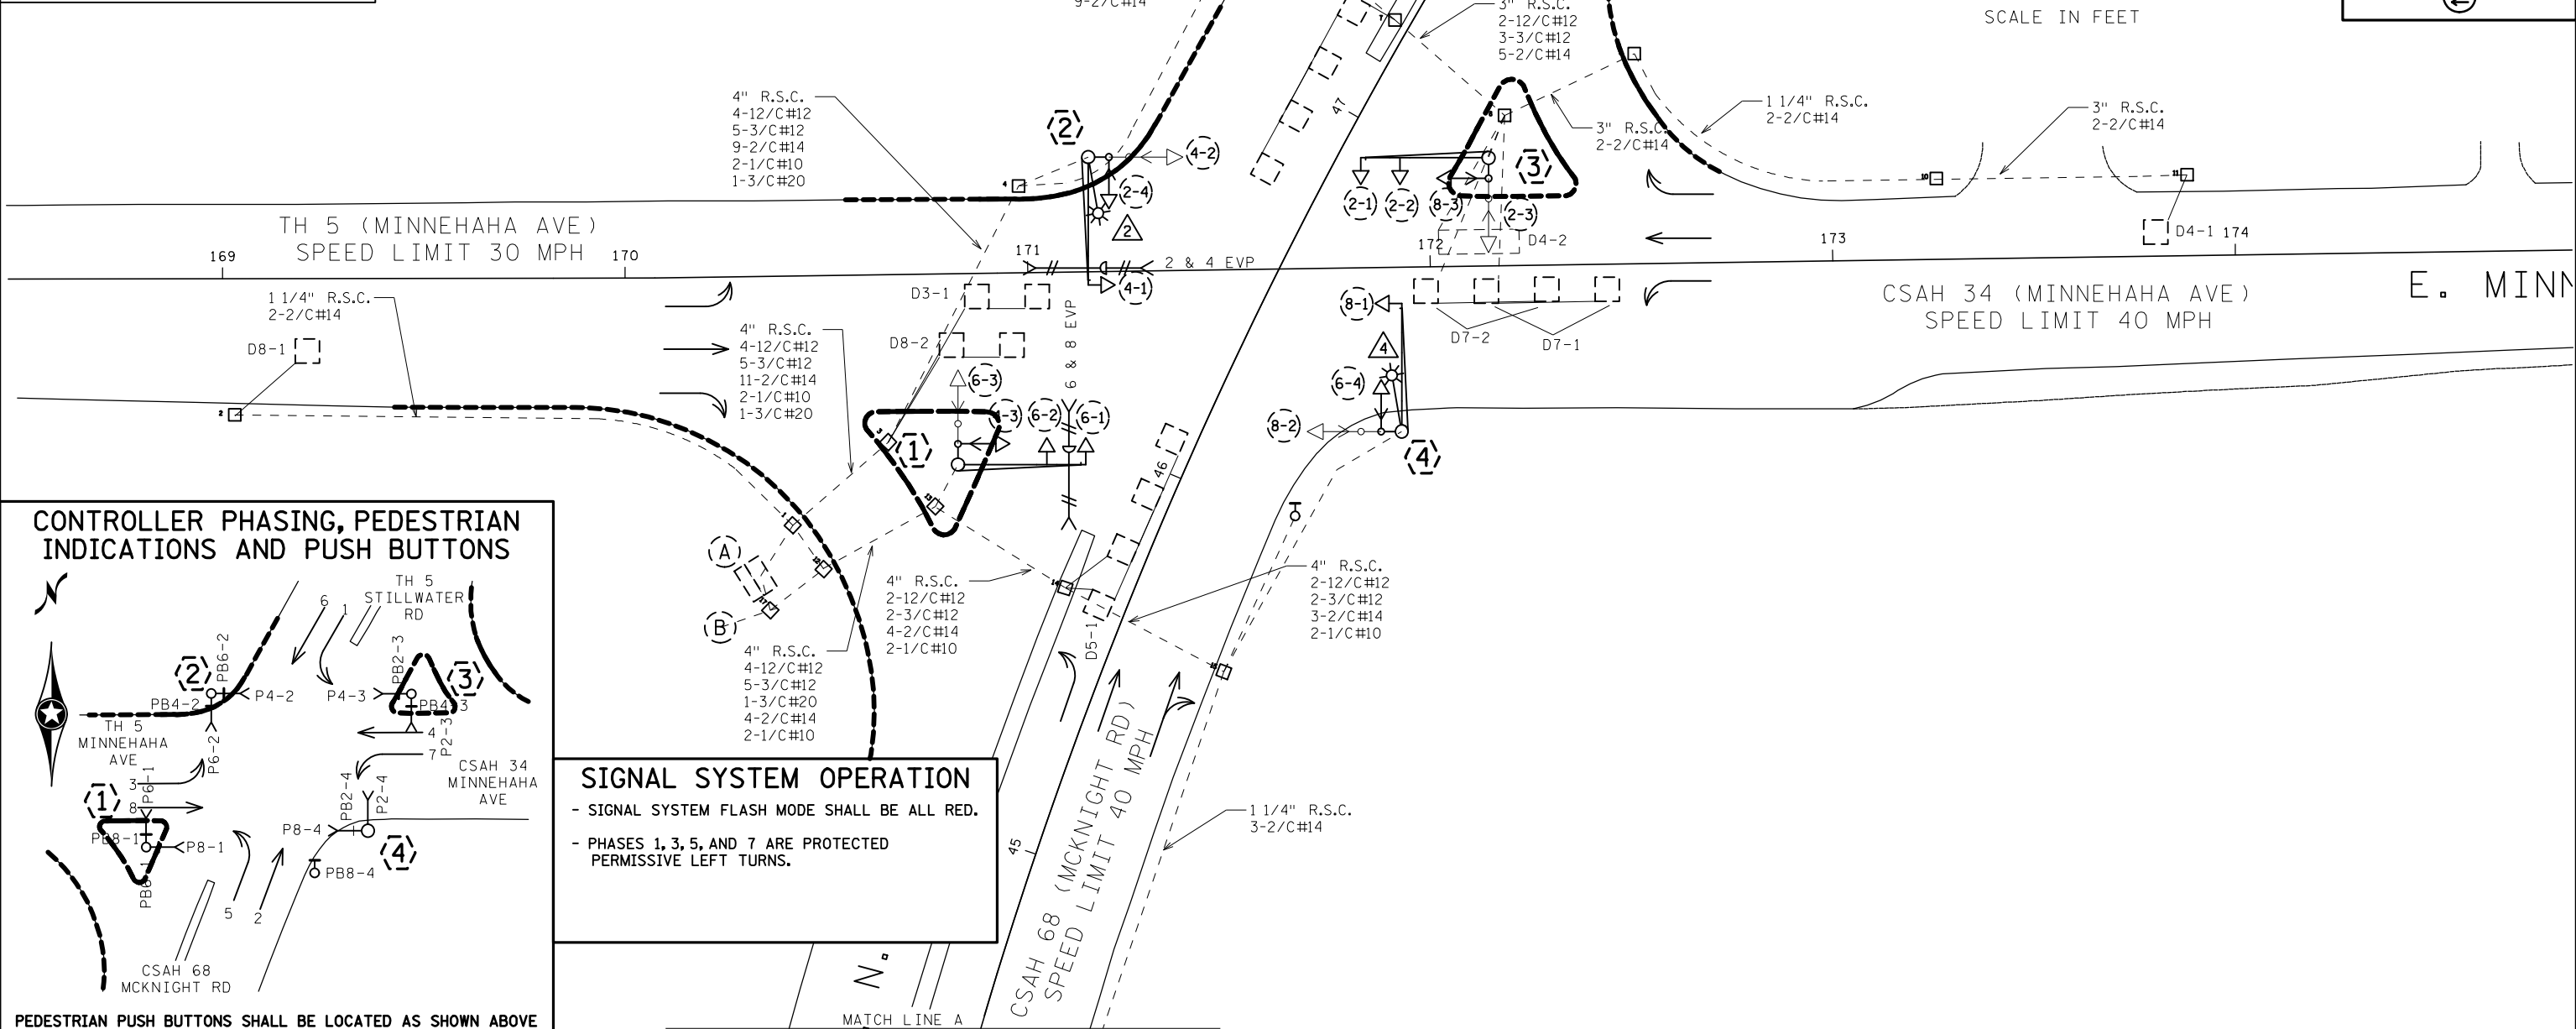 9-2/C#14
3" R.S.C.
2-12/C#12
3-3/C#12
5-2/C#14
SCALE IN FEET
4" R.S.C.
4-12/C#12
5-3/C#12
9-2/C#14
2-1/C#10
1-3/C#20
2
4-2
2-4
2
4
7
47
3" R.S.C.
2-2/C#14
1 1/4" R.S.C.
2-2/C#14
3" R.S.C.
2-2/C#14
3
2-1
2-2
8-3
2-3
D4-2
10
11
D4-1
TH 5 (MINNEHAHA AVE)
SPEED LIMIT 30 MPH
169
170
171
172
173
174
2 & 4 EVP
4-1
D3-1
D8-2
6 & 8 EVP
1 1/4" R.S.C.
2-2/C#14
D8-1
2
4" R.S.C.
4-12/C#12
5-3/C#12
11-2/C#14
2-1/C#10
1-3/C#20
8-1
4
6-4
8-2
4
D7-2
D7-1
CSAH 34 (MINNEHAHA AVE)
SPEED LIMIT 40 MPH
E. MINN
6-3
-3
6-2
6-1
1
46
A
B
4" R.S.C.
2-12/C#12
2-3/C#12
4-2/C#14
2-1/C#10
4" R.S.C.
4-12/C#12
5-3/C#12
1-3/C#20
4-2/C#14
2-1/C#10
D5-1
4" R.S.C.
2-12/C#12
2-3/C#12
3-2/C#14
2-1/C#10
1 1/4" R.S.C.
3-2/C#14
45
CSAH 68 (MCKNIGHT RD)
SPEED LIMIT 40 MPH
N.
MATCH LINE A
CONTROLLER PHASING, PEDESTRIAN
INDICATIONS AND PUSH BUTTONS
N
6
1
TH 5
STILLWATER
RD
2
PB6-2
PB2-3
3
PB4-2
P4-2
P4-3
PB4-3
P2-3
P6-2
TH 5
MINNEHAHA
AVE
4
7
CSAH 34
MINNEHAHA
AVE
3
8
P6-1
1
PB8-1
P8-1
PB6-1
PB2-4
P2-4
P8-4
4
PB8-4
5
2
CSAH 68
MCKNIGHT RD
PEDESTRIAN PUSH BUTTONS SHALL BE LOCATED AS SHOWN ABOVE
SIGNAL SYSTEM OPERATION
- SIGNAL SYSTEM FLASH MODE SHALL BE ALL RED.
- PHASES 1, 3, 5, AND 7 ARE PROTECTED
PERMISSIVE LEFT TURNS.